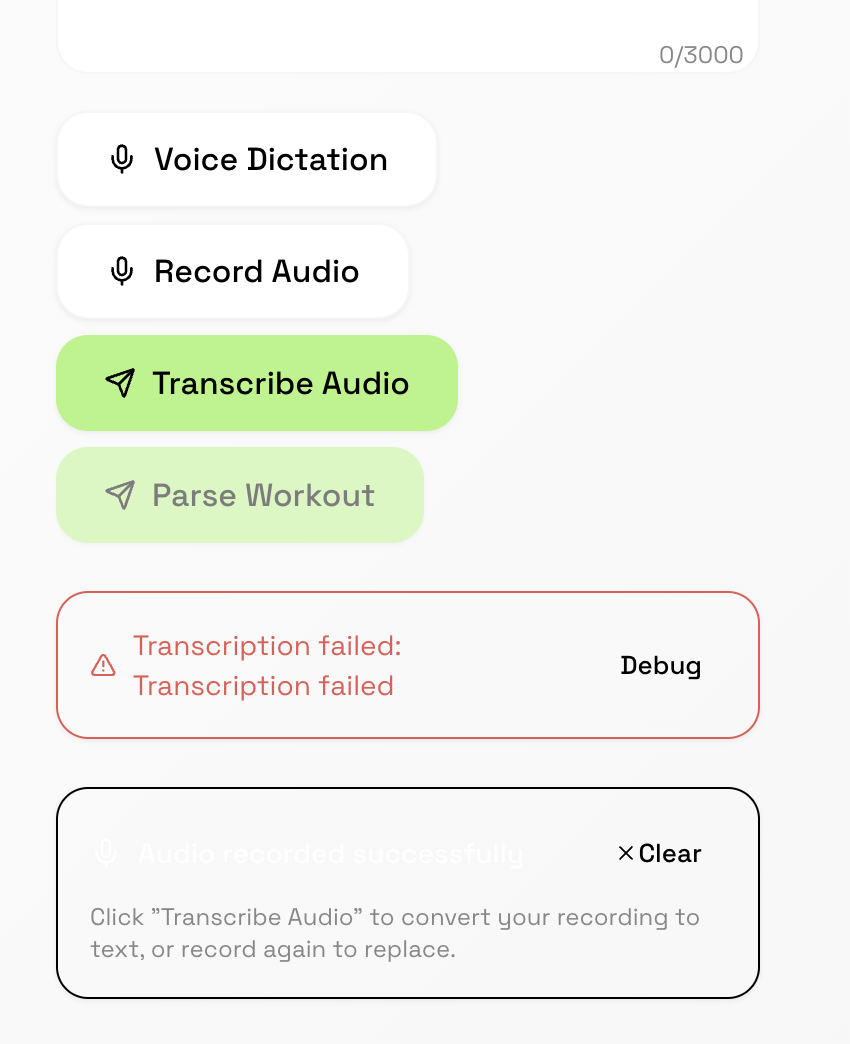 0/3000
Voice Dictation
Record Audio
Transcribe Audio
Parse Workout
Transcription failed:
Transcription failed
Debug
Audio recorded successfully
Clear
Click "Transcribe Audio" to convert your recording to
text, or record again to replace.